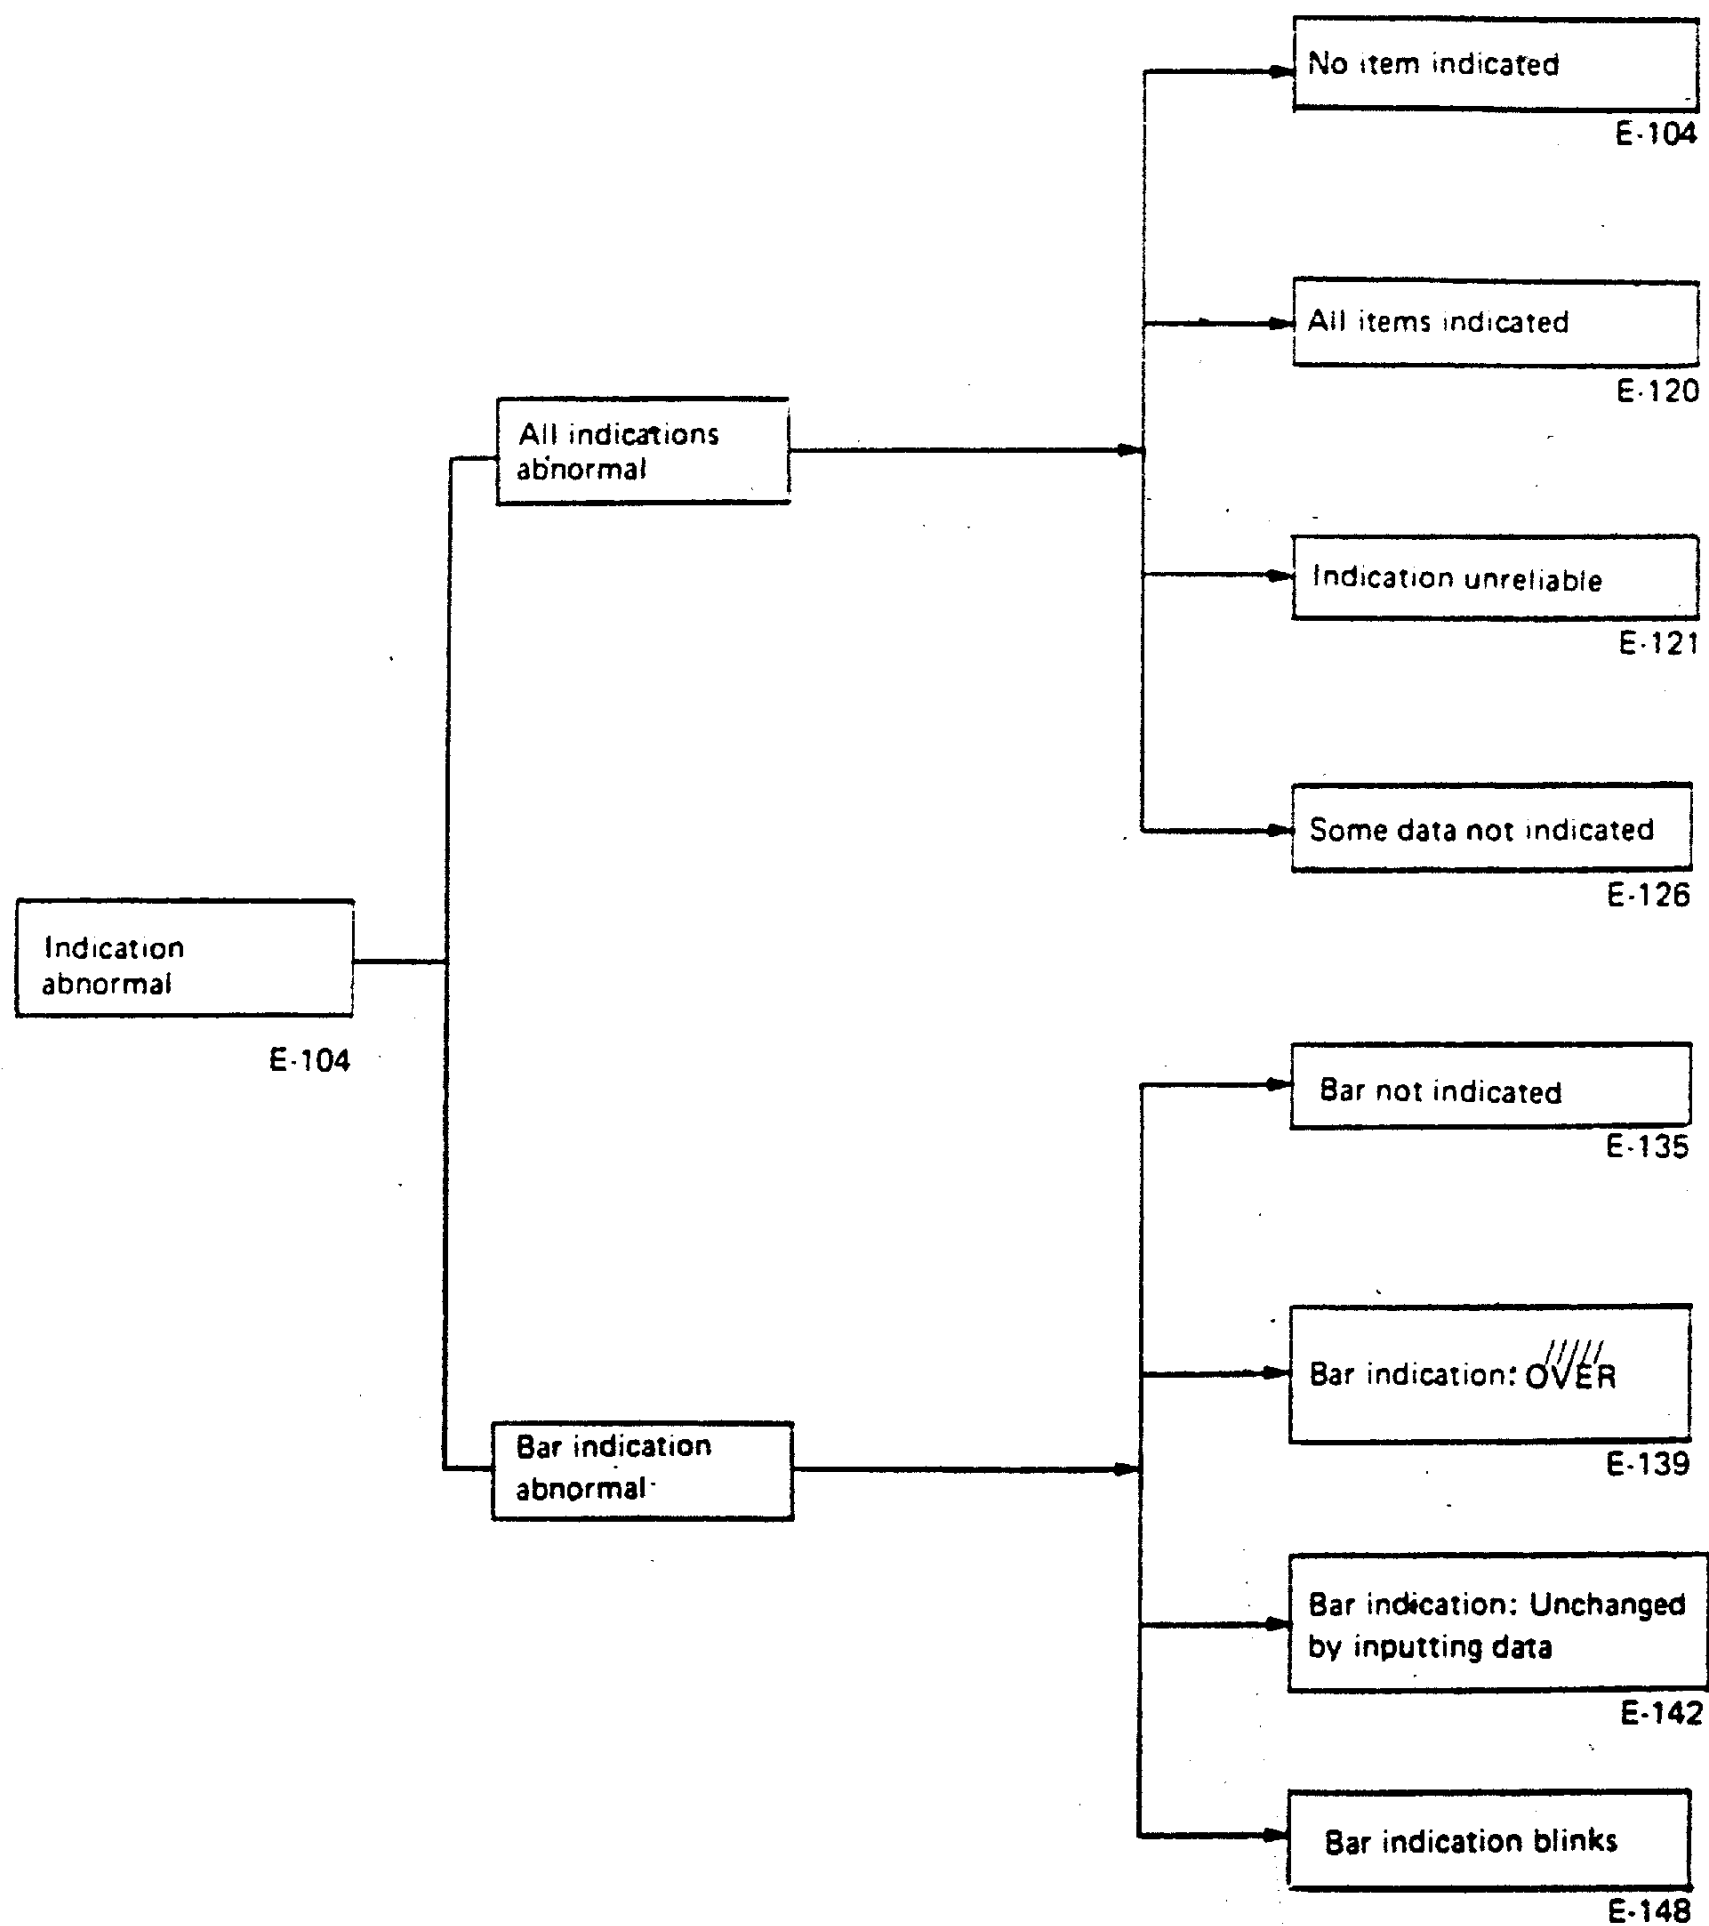 No item indicated
E-104
All items indicated
E-120
All indications
abnormal
Indication unreliable
E-121
Some data not indicated
E-126
Indication
abnormal
E-104
Bar not indicated
E-135
Bar indication: OVER
E-139
Bar indication
abnormal
Bar indication: Unchanged
by inputting data
E-142
Bar indication blinks
E-148